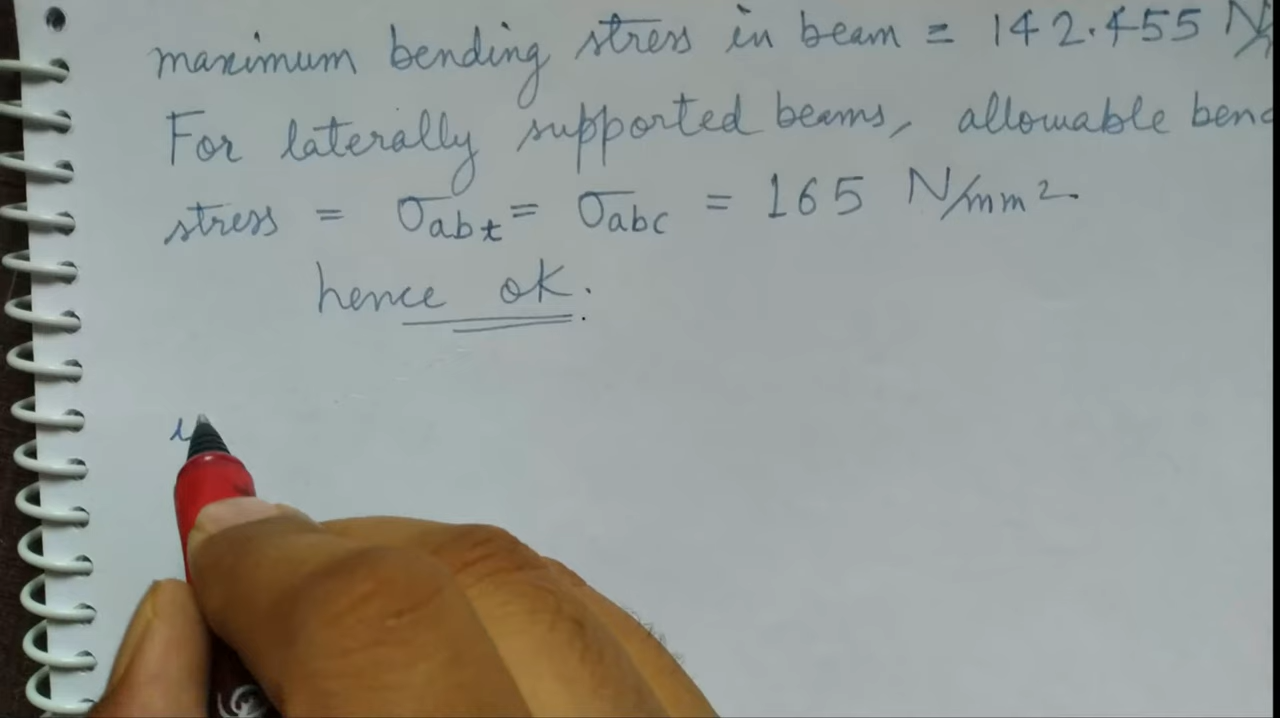 maximum bending stress in beam = 142.455 N/
For laterally supported beams, allowable bend
stress = σabt = σabc = 165 N/mm²
hence ok.